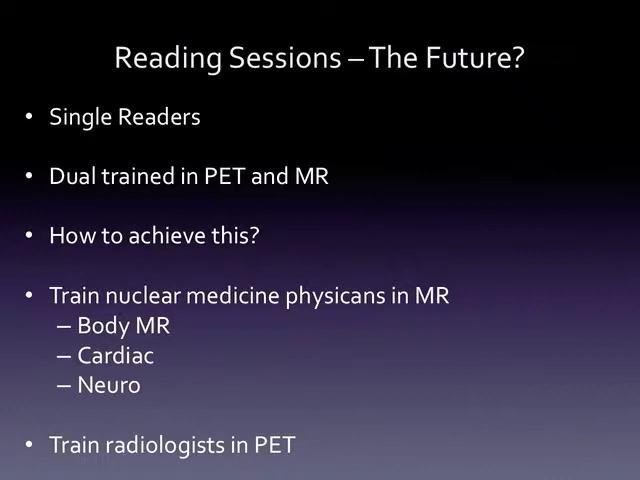 Reading Sessions – The Future?
• Single Readers
• Dual trained in PET and MR
• How to achieve this?
• Train nuclear medicine physicans in MR
– Body MR
– Cardiac
– Neuro
• Train radiologists in PET